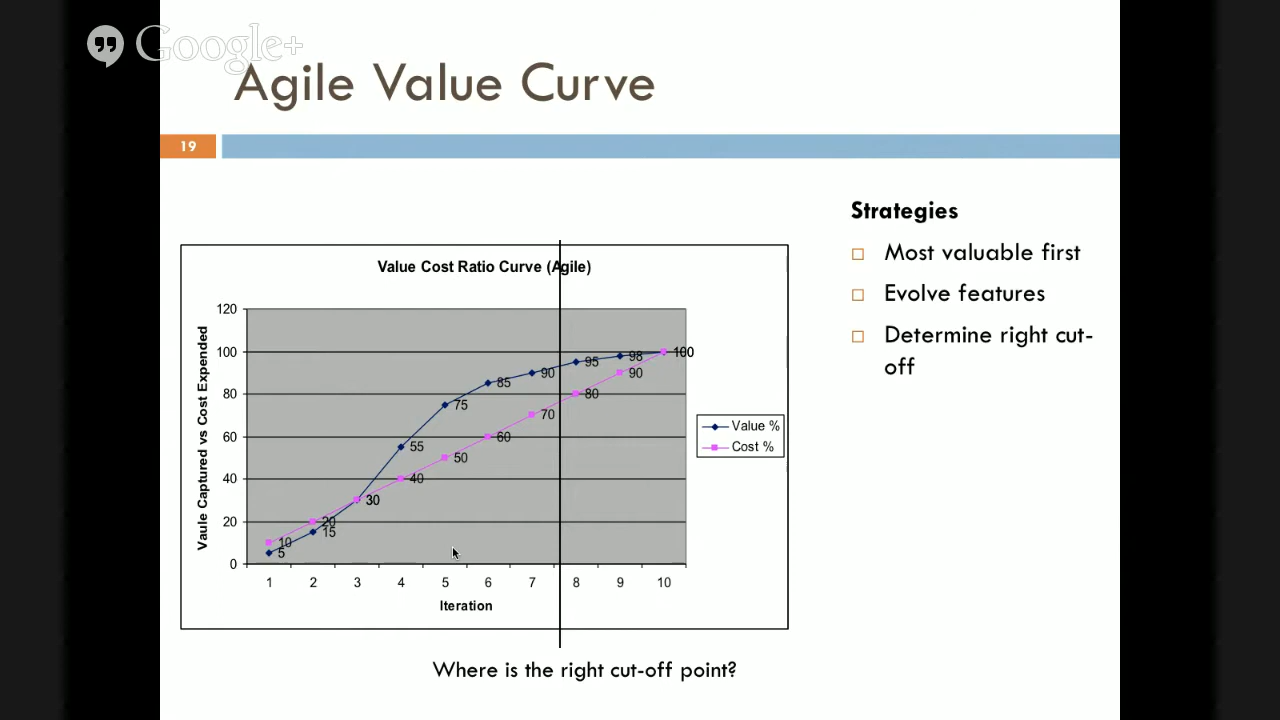 Google+
Agile Value Curve
19
Strategies
Most valuable first
Evolve features
Determine right cut-
off
Value Cost Ratio Curve (Agile)
Vaule Captured vs Cost Expended
120
100
80
60
40
20
0
5
15
30
55
75
85
90
95
98
100
10
20
30
40
50
60
70
80
90
100
1 2 3 4 5 6 7 8 9 10
Iteration
Value %
Cost %
Where is the right cut-off point?